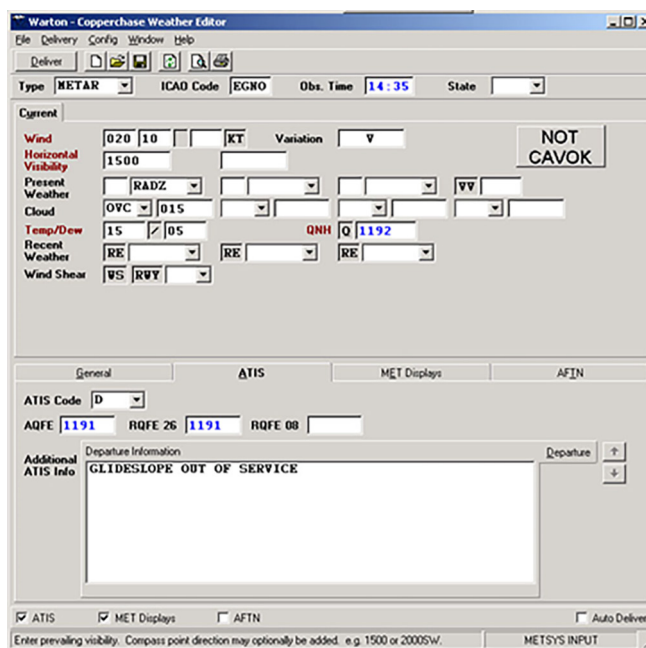 Warton - Copperchase Weather Editor
File Delivery Config Window Help
Deliver
Type METAR ICAO Code EGNO Obs. Time 14:35 State
Current
Wind 020 10 KT Variation V
Horizontal
Visibility 1500
NOT
CAVOK
Present
Weather RADZ VV
Cloud OVC 015
Temp/Dew 15 / 05 QNH Q 1192
Recent
Weather RE RE RE
Wind Shear WS RWY
General ATIS MET Displays AFTN
ATIS Code D
AQFE 1191 RQFE 26 1191 RQFE 08
Additional
ATIS Info
Departure Information Departure
GLIDESLOPE OUT OF SERVICE
ATIS MET Displays AFTN Auto Deliver
Enter prevailing visibility. Compass point direction may optionally be added. e.g. 1500 or 2000SW. METSYS INPUT